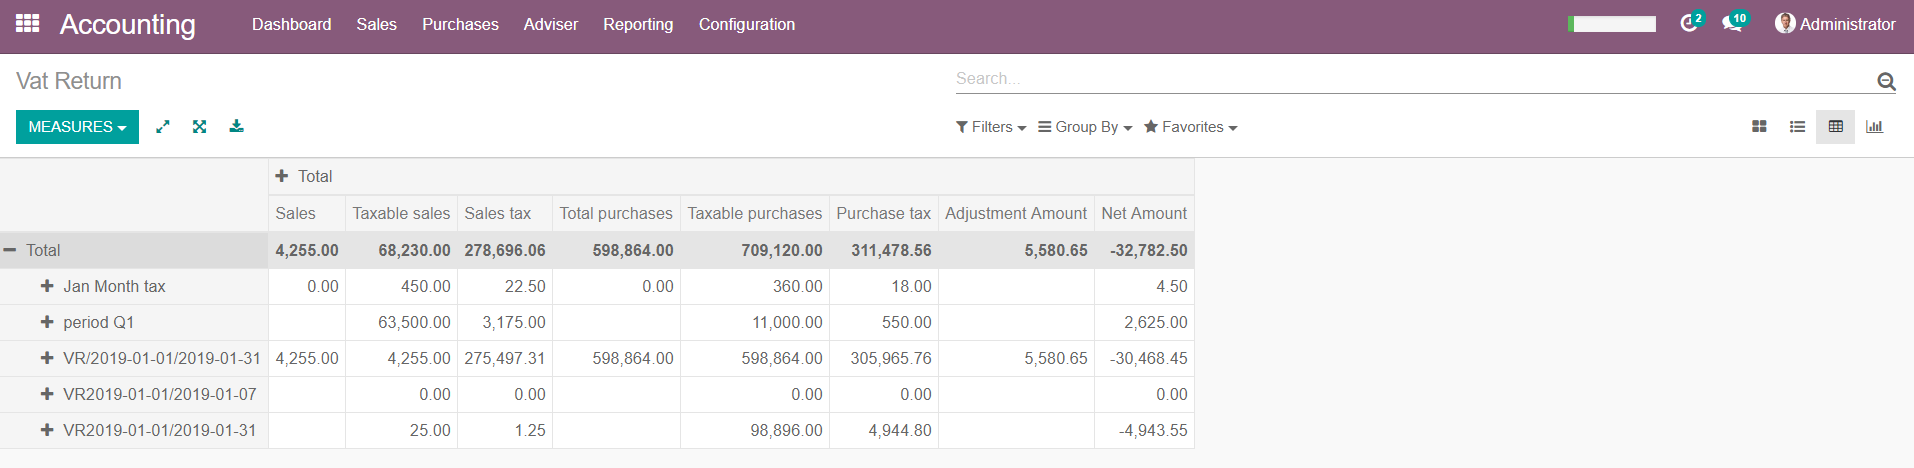 Accounting Dashboard Sales Purchases Adviser Reporting Configuration 2 10 Administrator
Vat Return Search...
MEASURES Filters Group By Favorites
Total
Sales Taxable sales Sales tax Total purchases Taxable purchases Purchase tax Adjustment Amount Net Amount
Total 4,255.00 68,230.00 278,696.06 598,864.00 709,120.00 311,478.56 5,580.65 -32,782.50
Jan Month tax 0.00 450.00 22.50 0.00 360.00 18.00 4.50
period Q1 63,500.00 3,175.00 11,000.00 550.00 2,625.00
VR/2019-01-01/2019-01-31 4,255.00 4,255.00 275,497.31 598,864.00 598,864.00 305,965.76 5,580.65 -30,468.45
VR2019-01-01/2019-01-07 0.00 0.00 0.00 0.00 0.00
VR2019-01-01/2019-01-31 25.00 1.25 98,896.00 4,944.80 -4,943.55